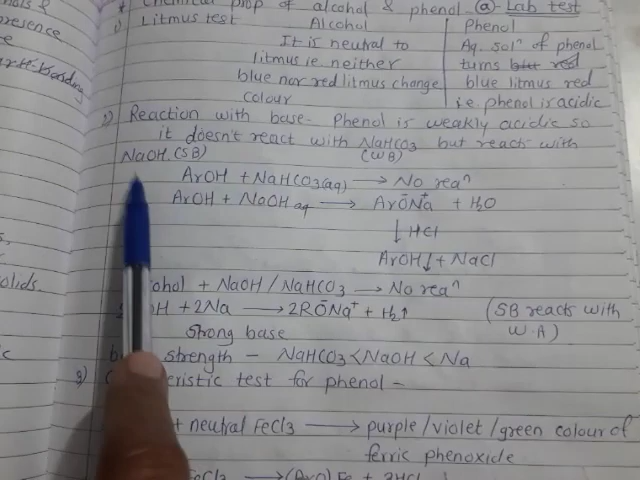 * Chemical prop of alcohol & phenol (a) Lab test
1) Litmus test Alcohol Phenol
It is neutral to Aq. solⁿ of phenol
litmus ie. neither turns blue red
blue nor red litmus change blue litmus red
colour i.e. phenol is acidic
2) Reaction with base- Phenol is weakly acidic so
it doesn't react with NaHCO3 but reacts with
NaOH. (SB) (WB)
ArOH + NaHCO3(aq) → No reaⁿ
ArOH + NaOH aq → ArO⁻Na⁺ + H2O
↓ HCl
ArOH↓ + NaCl
+ NaOH / NaHCO3 → No reaⁿ
+ 2Na → 2RO⁻Na⁺ + H2↑ (SB reacts with
Strong base W.A)
strength - NaHCO3 < NaOH < Na
3) test for phenol -
+ neutral FeCl3 → purple/violet/green colour of
ferric phenoxide
olids.